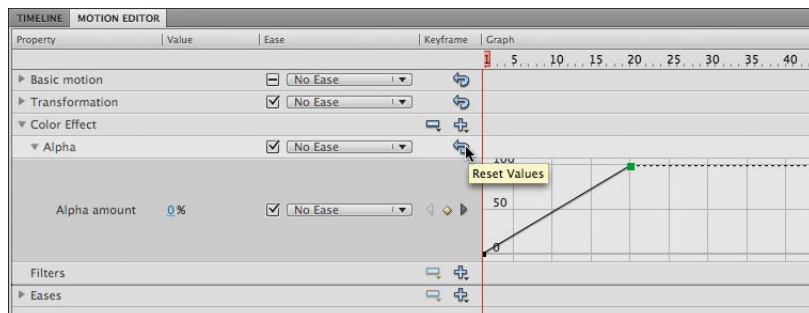 TIMELINE MOTION EDITOR
Property Value Ease Keyframe Graph
1 5 10 15 20 25 30 35 40
Basic motion No Ease
Transformation No Ease
Color Effect
Alpha No Ease
100
Reset Values
Alpha amount 0 % No Ease 50
0
Filters
Eases